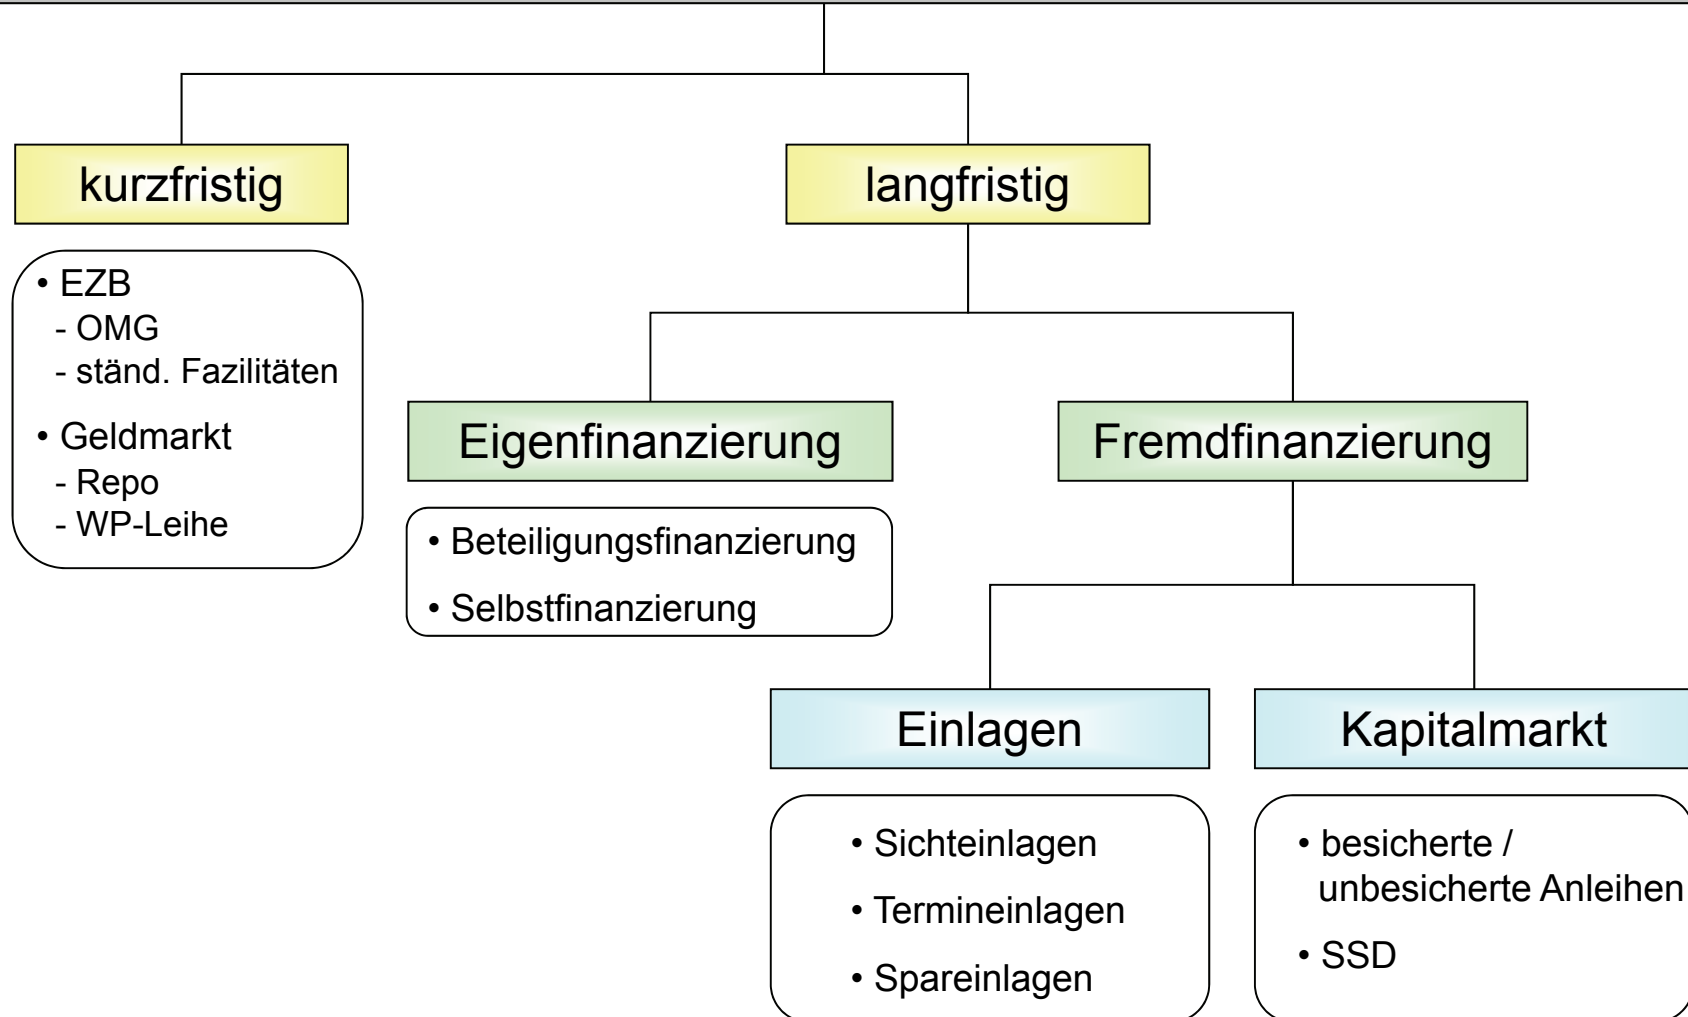 kurzfristig
langfristig
• EZB
- OMG
- ständ. Fazilitäten
• Geldmarkt
- Repo
- WP-Leihe
Eigenfinanzierung
Fremdfinanzierung
• Beteiligungsfinanzierung
• Selbstfinanzierung
Einlagen
Kapitalmarkt
• Sichteinlagen
• Termineinlagen
• Spareinlagen
• besicherte /
unbesicherte Anleihen
• SSD